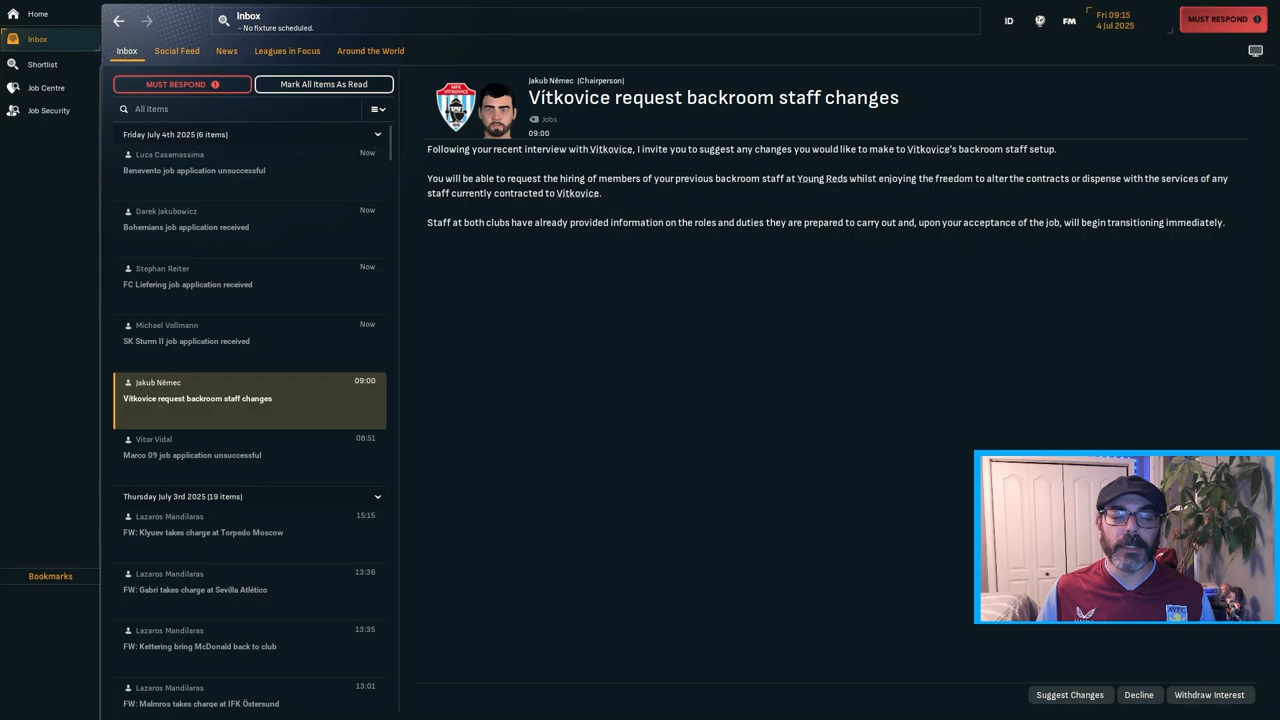 Home
Inbox
Shortlist
Job Centre
Job Security
Bookmarks
Inbox
- No fixture scheduled.
ID
FM
Fri 09:15
4 Jul 2025
MUST RESPOND
Inbox
Social Feed
News
Leagues in Focus
Around the World
MUST RESPOND
Mark All Items As Read
All Items
Friday July 4th 2025 (6 items)
Luca Casamassima
Now
Benevento job application unsuccessful
Darek Jakubowicz
Now
Bohemians job application received
Stephan Reiter
Now
FC Liefering job application received
Michael Vollmann
Now
SK Sturm II job application received
Jakub Němec
09:00
Vítkovice request backroom staff changes
Vitor Vidal
08:51
Marco 09 job application unsuccessful
Thursday July 3rd 2025 (19 items)
Lazaros Mandilaras
15:15
FW: Klyuev takes charge at Torpedo Moscow
Lazaros Mandilaras
13:36
FW: Gabri takes charge at Sevilla Atlético
Lazaros Mandilaras
13:35
FW: Kettering bring McDonald back to club
Lazaros Mandilaras
13:01
FW: Malmros takes charge at IFK Östersund
MFK
VÍTKOVICE
Jakub Němec (Chairperson)
Vítkovice request backroom staff changes
Jobs
09:00
Following your recent interview with Vítkovice, I invite you to suggest any changes you would like to make to Vítkovice's backroom staff setup.
You will be able to request the hiring of members of your previous backroom staff at Young Reds whilst enjoying the freedom to alter the contracts or dispense with the services of any
staff currently contracted to Vítkovice.
Staff at both clubs have already provided information on the roles and duties they are prepared to carry out and, upon your acceptance of the job, will begin transitioning immediately.
Suggest Changes
Decline
Withdraw Interest